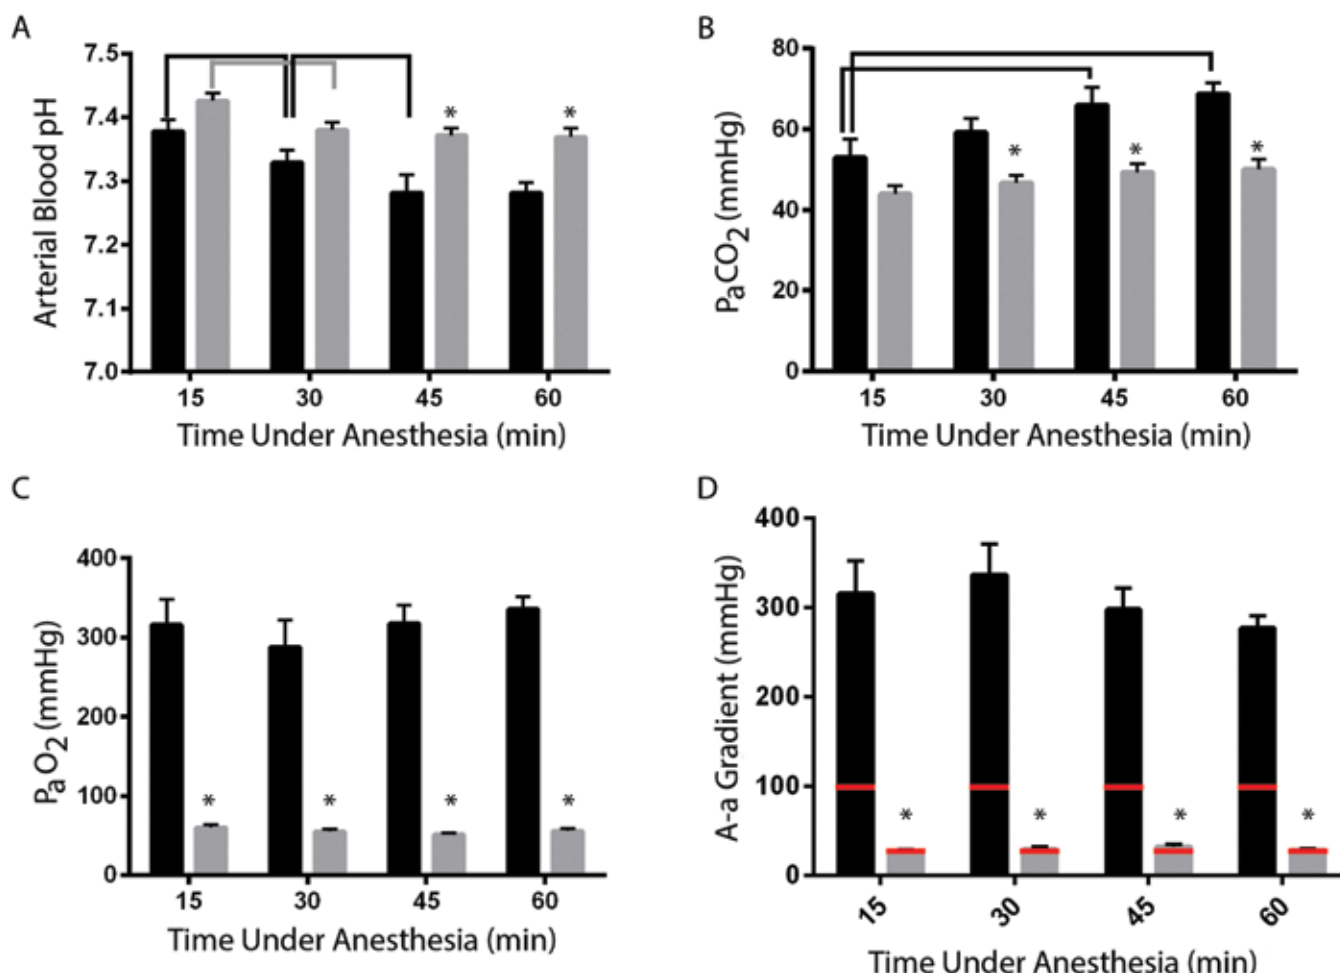 A
7.5
7.4
7.3
7.2
7.1
7.0
Arterial Blood pH
* *
15 30 45 60
Time Under Anesthesia (min)
B
80
60
40
20
0
PaCO2 (mmHg)
* * *
15 30 45 60
Time Under Anesthesia (min)
C
400
300
200
100
0
PaO2 (mmHg)
* * * *
15 30 45 60
Time Under Anesthesia (min)
D
400
300
200
100
0
A-a Gradient (mmHg)
* * * *
15 30 45 60
Time Under Anesthesia (min)